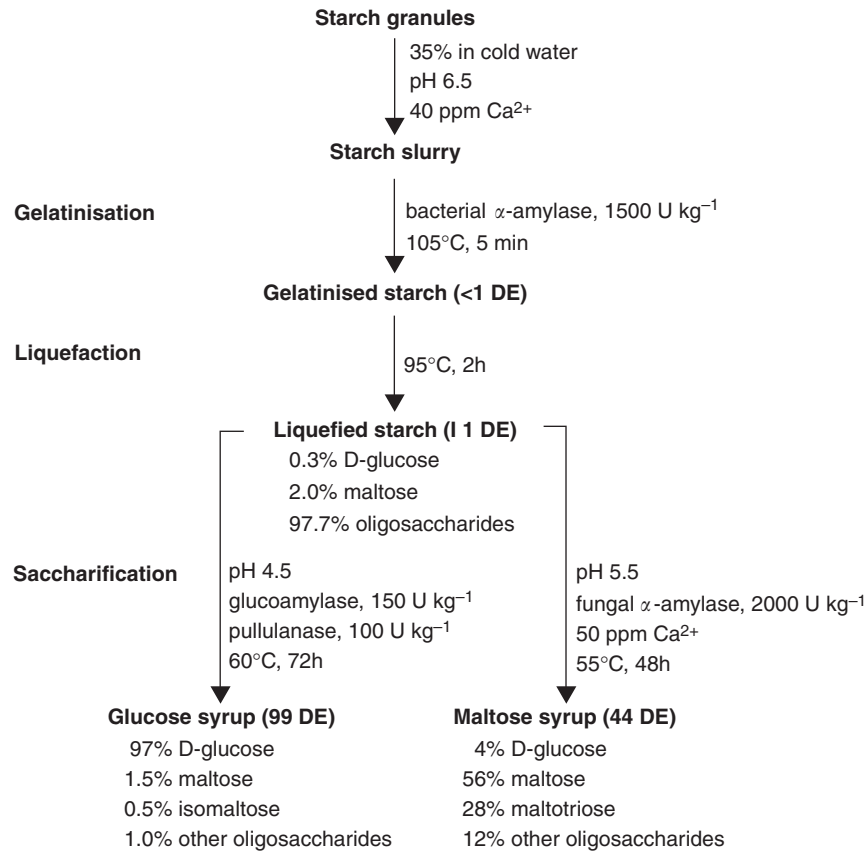 Starch granules
35% in cold water
pH 6.5
40 ppm Ca2+
Starch slurry
Gelatinisation
bacterial α-amylase, 1500 U kg–1
105°C, 5 min
Gelatinised starch (<1 DE)
Liquefaction
95°C, 2h
Liquefied starch (I 1 DE)
0.3% D-glucose
2.0% maltose
97.7% oligosaccharides
Saccharification
pH 4.5
glucoamylase, 150 U kg–1
pullulanase, 100 U kg–1
60°C, 72h
pH 5.5
fungal α-amylase, 2000 U kg–1
50 ppm Ca2+
55°C, 48h
Glucose syrup (99 DE)
97% D-glucose
1.5% maltose
0.5% isomaltose
1.0% other oligosaccharides
Maltose syrup (44 DE)
4% D-glucose
56% maltose
28% maltotriose
12% other oligosaccharides